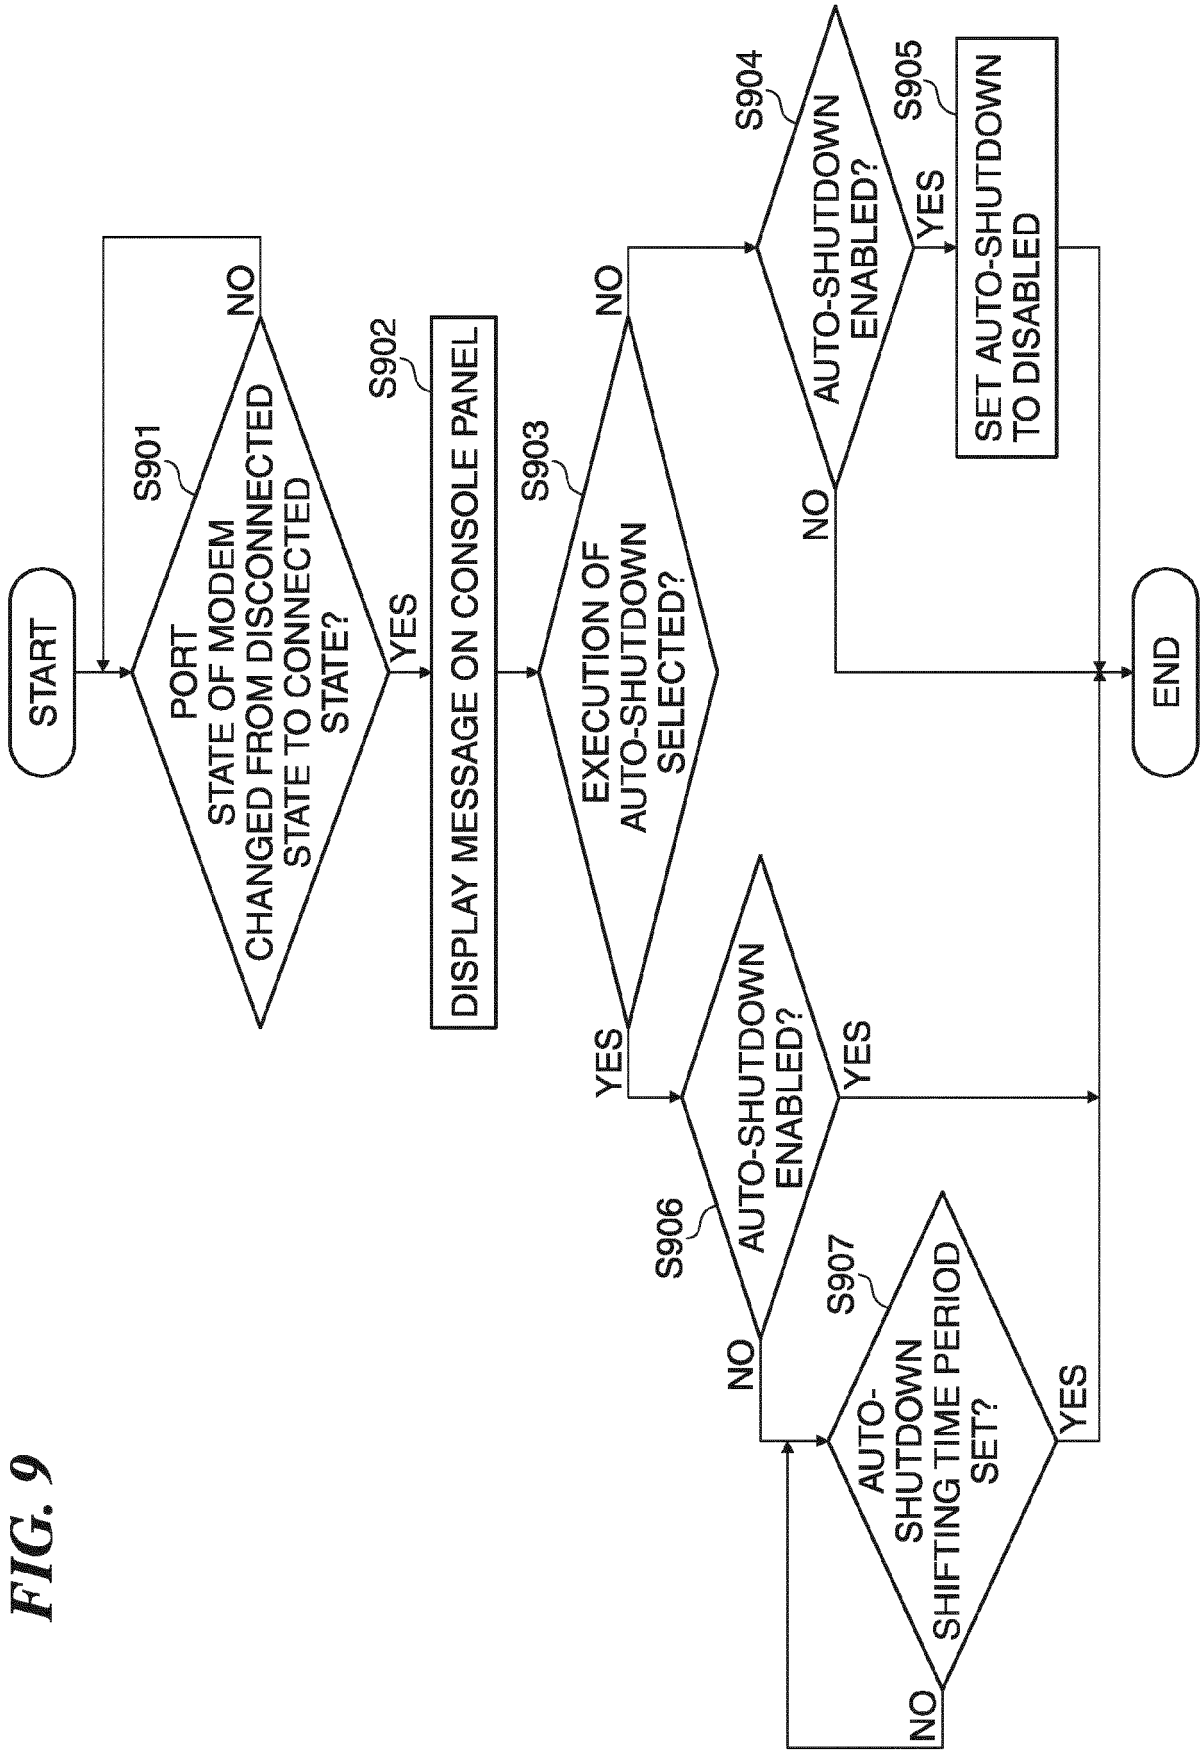 FIG. 9
START
S901
PORT
STATE OF MODEM
CHANGED FROM DISCONNECTED
STATE TO CONNECTED
STATE?
NO
YES
S902
DISPLAY MESSAGE ON CONSOLE PANEL
S903
EXECUTION OF
AUTO-SHUTDOWN
SELECTED?
YES
NO
S906
AUTO-SHUTDOWN
ENABLED?
NO
YES
S904
AUTO-SHUTDOWN
ENABLED?
NO
YES
S907
AUTO-
SHUTDOWN
SHIFTING TIME PERIOD
SET?
NO
YES
S905
SET AUTO-SHUTDOWN
TO DISABLED
END